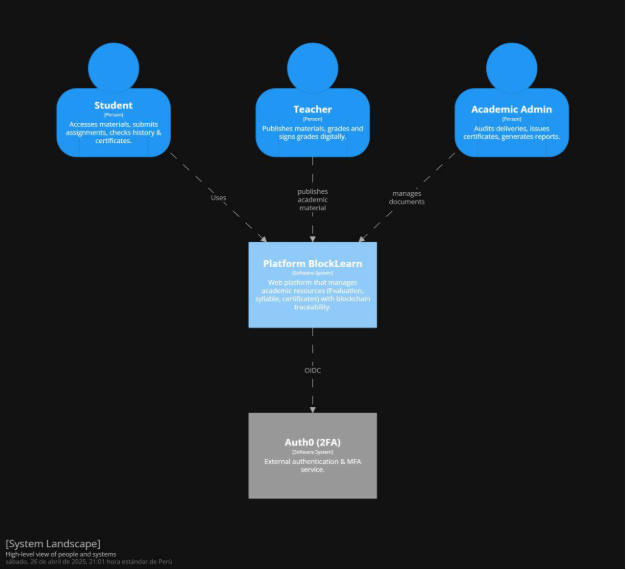 Student
[Person]
Accesses materials, submits
assignments, checks history &
certificates.
Teacher
[Person]
Publishes materials, grades and
signs grades digitally.
Academic Admin
[Person]
Audits deliveries, issues
certificates, generates reports.
Uses
publishes
academic
material
manages
documents
Platform BlockLearn
[Software System]
Web platform that manages
academic resources (Evaluation,
syllable, certificates) with blockchain
traceability.
OIDC
Auth0 (2FA)
[Software System]
External authentication & MFA
service.
[System Landscape]
High-level view of people and systems
sábado, 26 de abril de 2025, 21:01 hora estándar de Perú